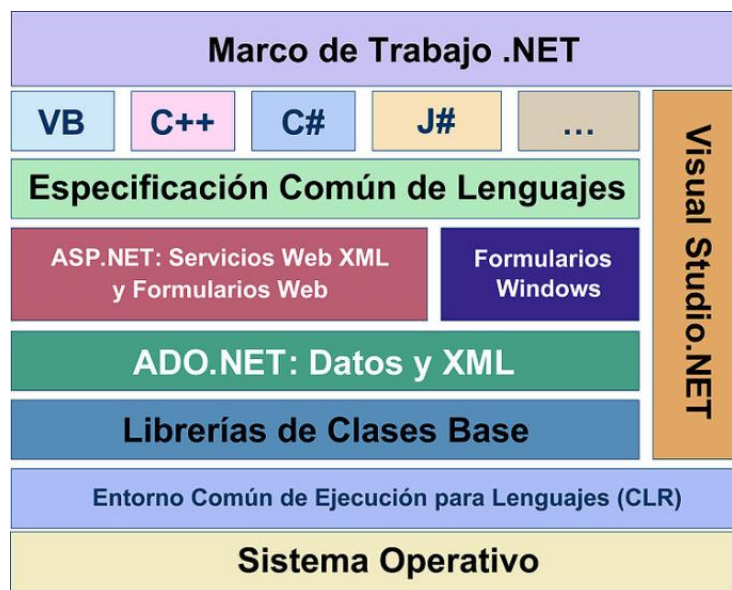 Marco de Trabajo .NET
VB
C++
C#
J#
...
Visual Studio.NET
Especificación Común de Lenguajes
ASP.NET: Servicios Web XML
y Formularios Web
Formularios
Windows
ADO.NET: Datos y XML
Librerías de Clases Base
Entorno Común de Ejecución para Lenguajes (CLR)
Sistema Operativo